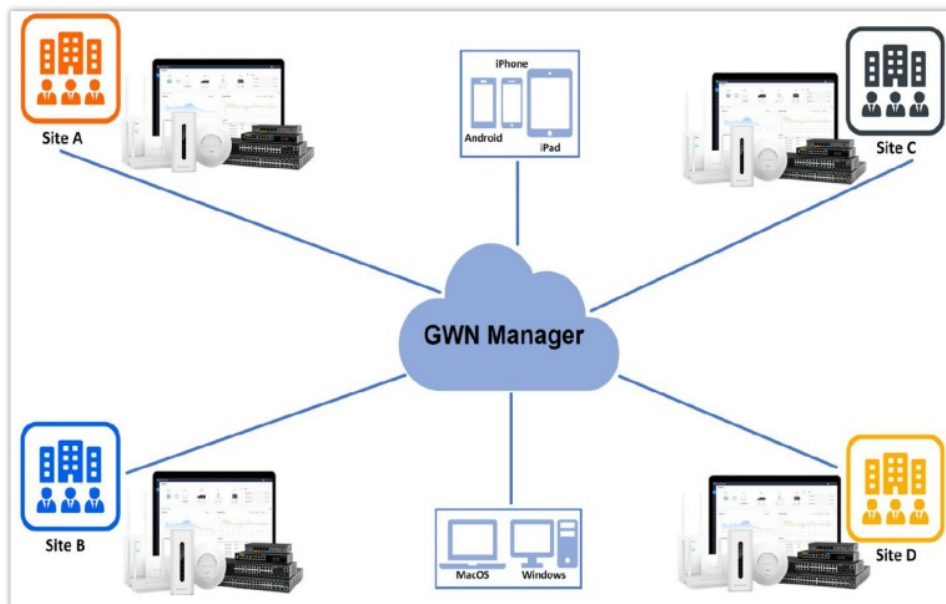 iPhone
Android
iPad
Site A
Site C
GWN Manager
Site B
MacOS
Windows
Site D